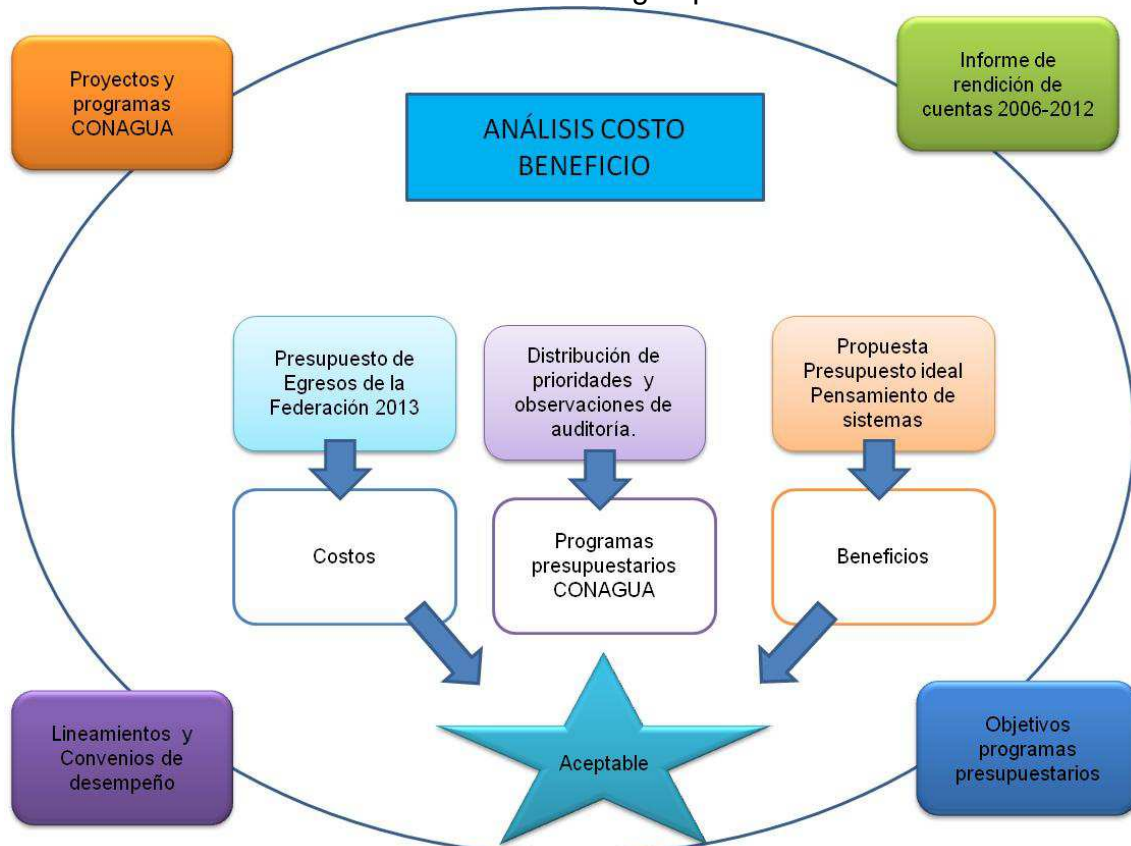 Proyectos y
programas
CONAGUA
Informe de
rendición de
cuentas 2006-2012
ANÁLISIS COSTO
BENEFICIO
Presupuesto de
Egresos de la
Federación 2013
Distribución de
prioridades y
observaciones de
auditoría.
Propuesta
Presupuesto ideal
Pensamiento de
sistemas
Costos
Programas
presupuestarios
CONAGUA
Beneficios
Lineamientos y
Convenios de
desempeño
Aceptable
Objetivos
programas
presupuestarios